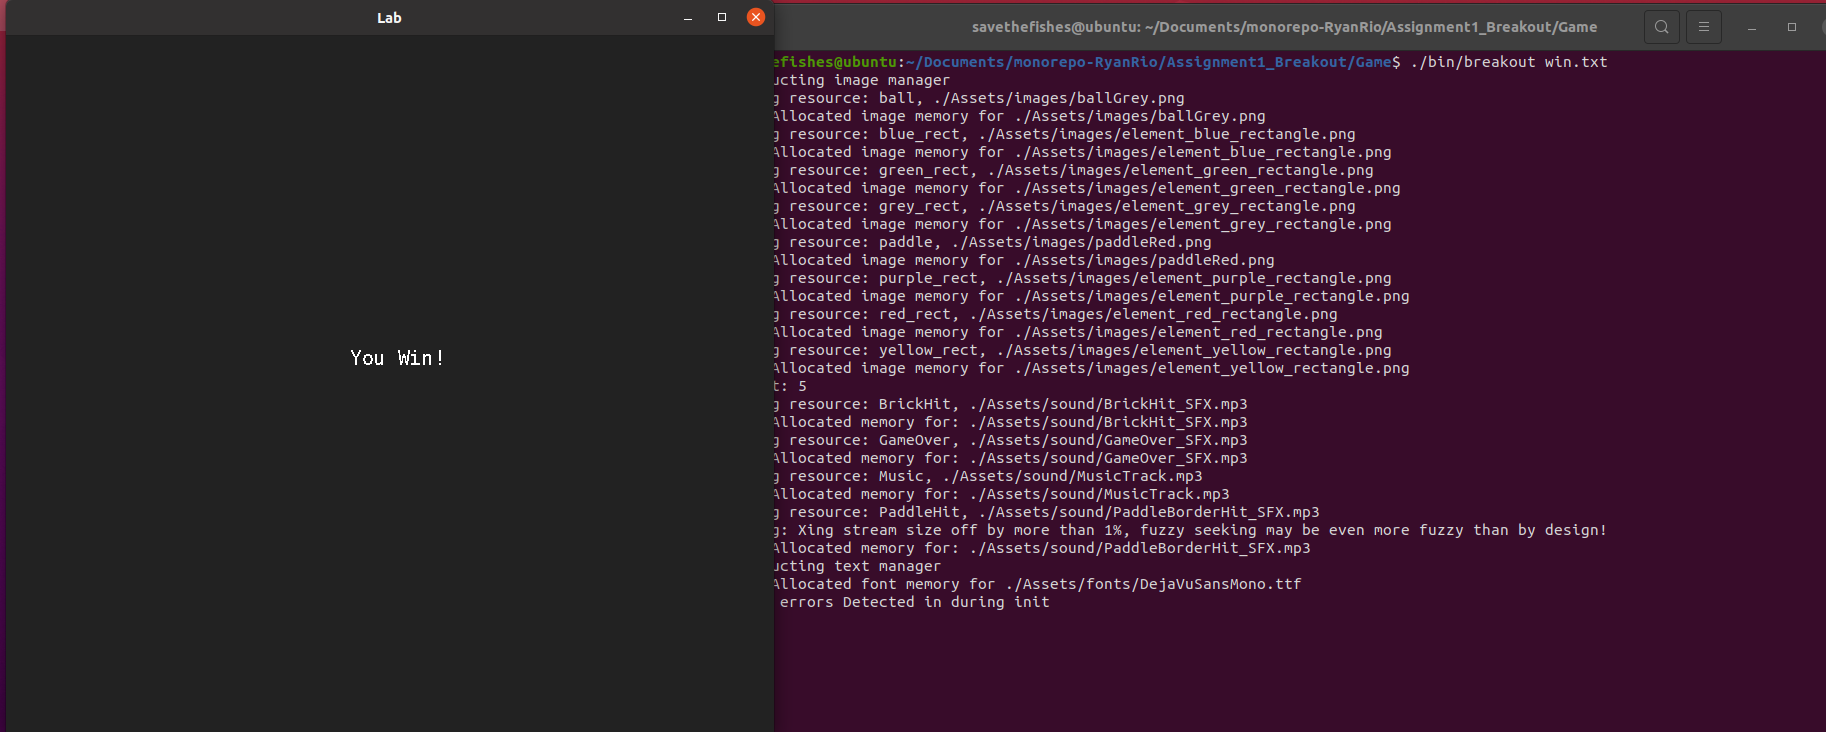 Lab
You Win!
savethefishes@ubuntu: ~/Documents/monorepo-RyanRio/Assignment1_Breakout/Game
efishes@ubuntu:~/Documents/monorepo-RyanRio/Assignment1_Breakout/Game$ ./bin/breakout win.txt
ucting image manager
g resource: ball, ./Assets/images/ballGrey.png
Allocated image memory for ./Assets/images/ballGrey.png
g resource: blue_rect, ./Assets/images/element_blue_rectangle.png
Allocated image memory for ./Assets/images/element_blue_rectangle.png
g resource: green_rect, ./Assets/images/element_green_rectangle.png
Allocated image memory for ./Assets/images/element_green_rectangle.png
g resource: grey_rect, ./Assets/images/element_grey_rectangle.png
Allocated image memory for ./Assets/images/element_grey_rectangle.png
g resource: paddle, ./Assets/images/paddleRed.png
Allocated image memory for ./Assets/images/paddleRed.png
g resource: purple_rect, ./Assets/images/element_purple_rectangle.png
Allocated image memory for ./Assets/images/element_purple_rectangle.png
g resource: red_rect, ./Assets/images/element_red_rectangle.png
Allocated image memory for ./Assets/images/element_red_rectangle.png
g resource: yellow_rect, ./Assets/images/element_yellow_rectangle.png
Allocated image memory for ./Assets/images/element_yellow_rectangle.png
t: 5
g resource: BrickHit, ./Assets/sound/BrickHit_SFX.mp3
Allocated memory for: ./Assets/sound/BrickHit_SFX.mp3
g resource: GameOver, ./Assets/sound/GameOver_SFX.mp3
Allocated memory for: ./Assets/sound/GameOver_SFX.mp3
g resource: Music, ./Assets/sound/MusicTrack.mp3
Allocated memory for: ./Assets/sound/MusicTrack.mp3
g resource: PaddleHit, ./Assets/sound/PaddleBorderHit_SFX.mp3
g: Xing stream size off by more than 1%, fuzzy seeking may be even more fuzzy than by design!
Allocated memory for: ./Assets/sound/PaddleBorderHit_SFX.mp3
ucting text manager
Allocated font memory for ./Assets/fonts/DejaVuSansMono.ttf
errors Detected in during init